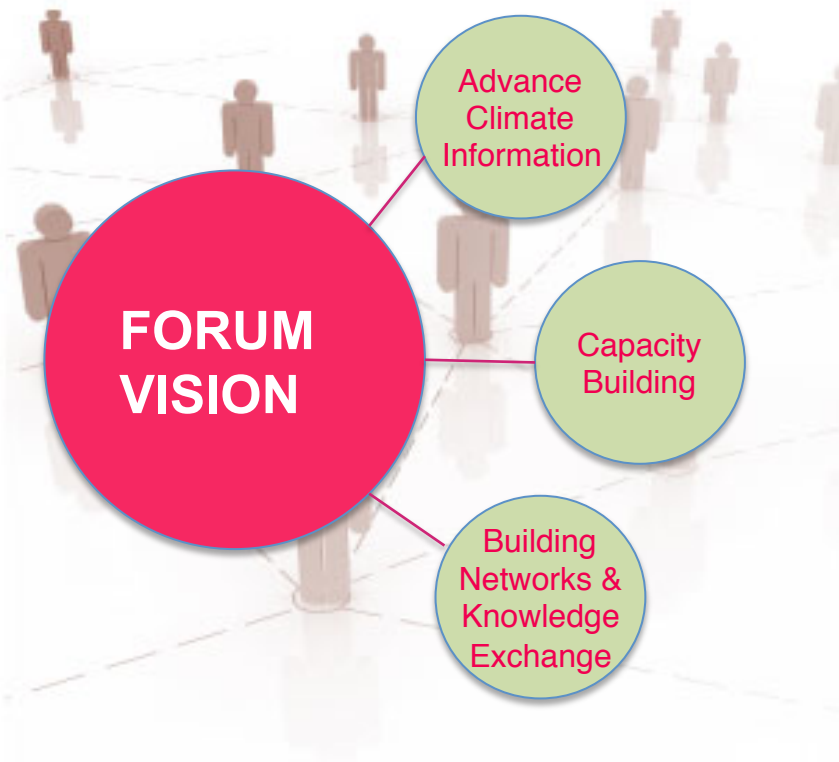 Advance
Climate
Information
FORUM
VISION
Capacity
Building
Building
Networks &
Knowledge
Exchange